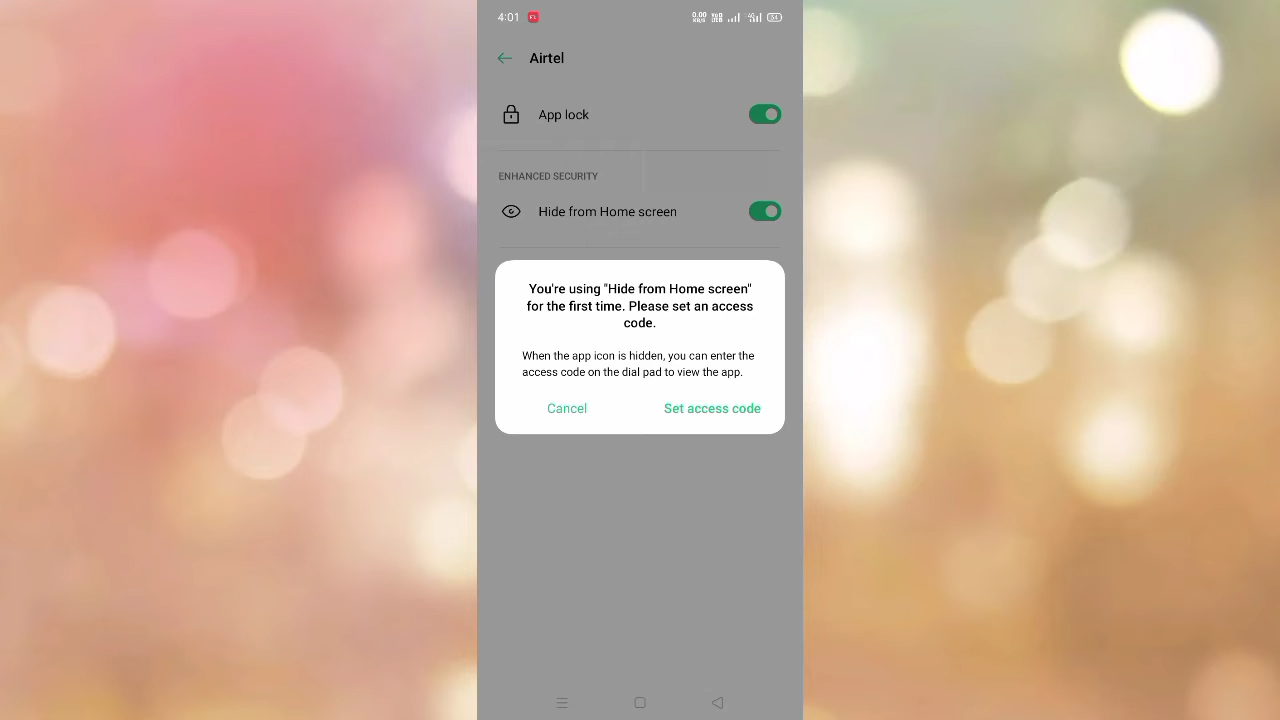 4:01
Airtel
App lock
ENHANCED SECURITY
Hide from Home screen
You're using "Hide from Home screen"
for the first time. Please set an access
code.
When the app icon is hidden, you can enter the
access code on the dial pad to view the app.
Cancel Set access code